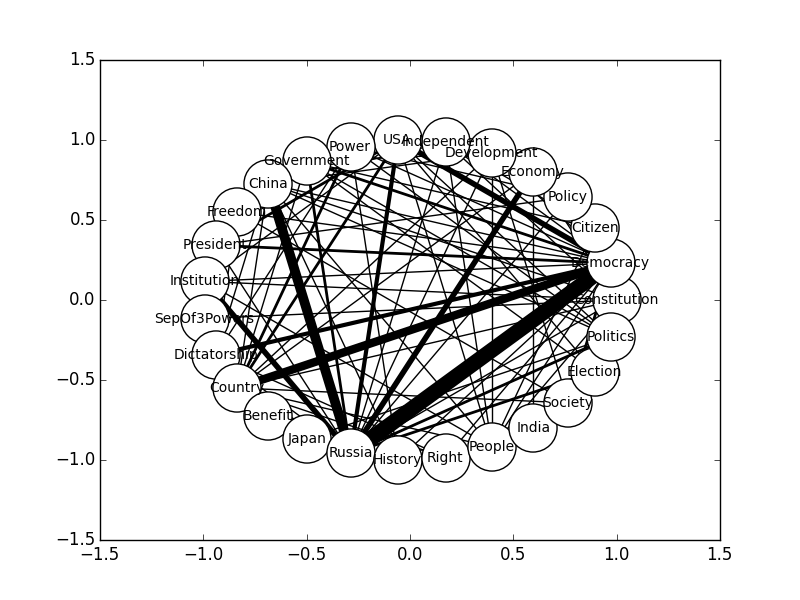 1.5
1.0
0.5
0.0
−0.5
−1.0
−1.5
−1.5
−1.0
−0.5
0.0
0.5
1.0
1.5
USA
Independent
Power
Development
Government
Economy
China
Policy
Freedom
Citizen
President
Democracy
Institution
Constitution
SepOf3Powers
Politics
Dictatorship
Election
Country
Society
Benefit
India
Japan
People
Russia
History
Right